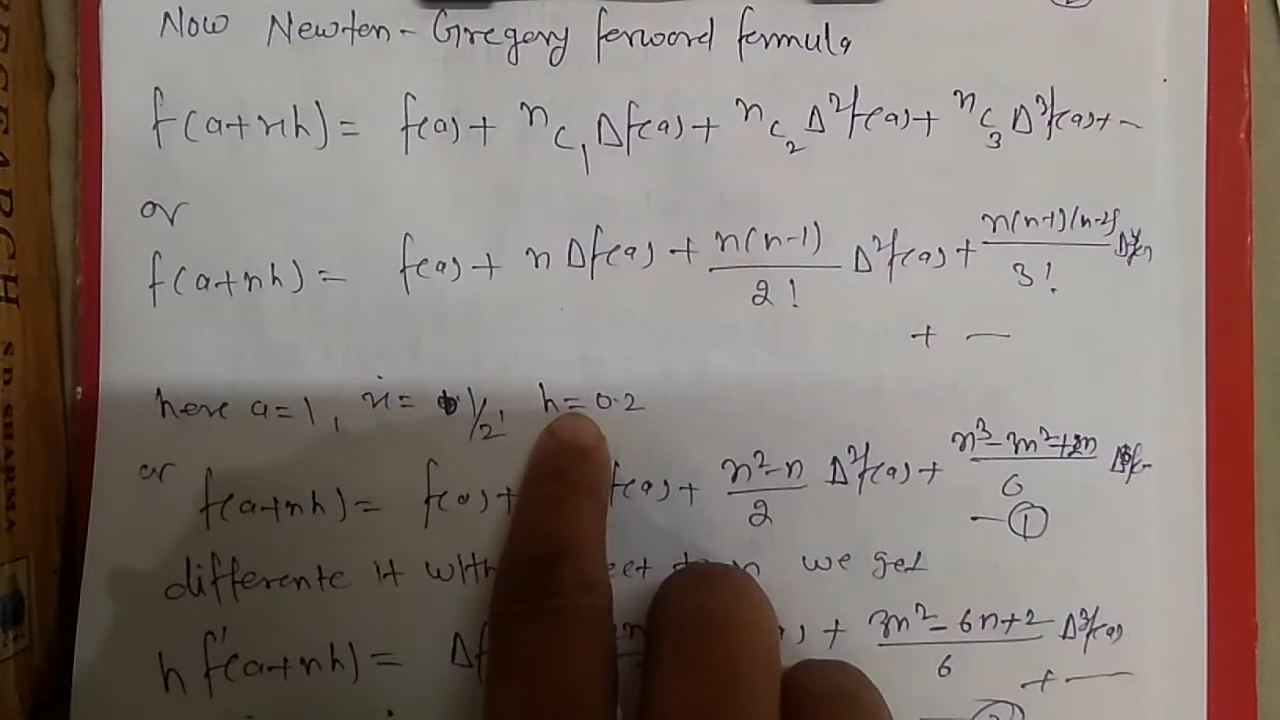 Now Newton-Gregory forword formula
f(a+nh) = f(a) + ⁿC₁ Δf(a) + ⁿC₂ Δ²f(a) + ⁿC₃ Δ³f(a) + -
or
f(a+nh) = f(a) + n Δf(a) + n(n-1)/2! Δ²f(a) + n(n-1)(n-2)/3!
+ —
here a=1, n= 1/2, h=0.2
or f(a+nh) = f(a) + f(a) + n²-n/2 Δ²f(a) + n³-3n²+2n/6
—①
differente it with we get
h f'(a+nh) = Δf + 3n²-6n+2/6 Δ³f(a)
+ —
RESEARCH S.D. SHARMA